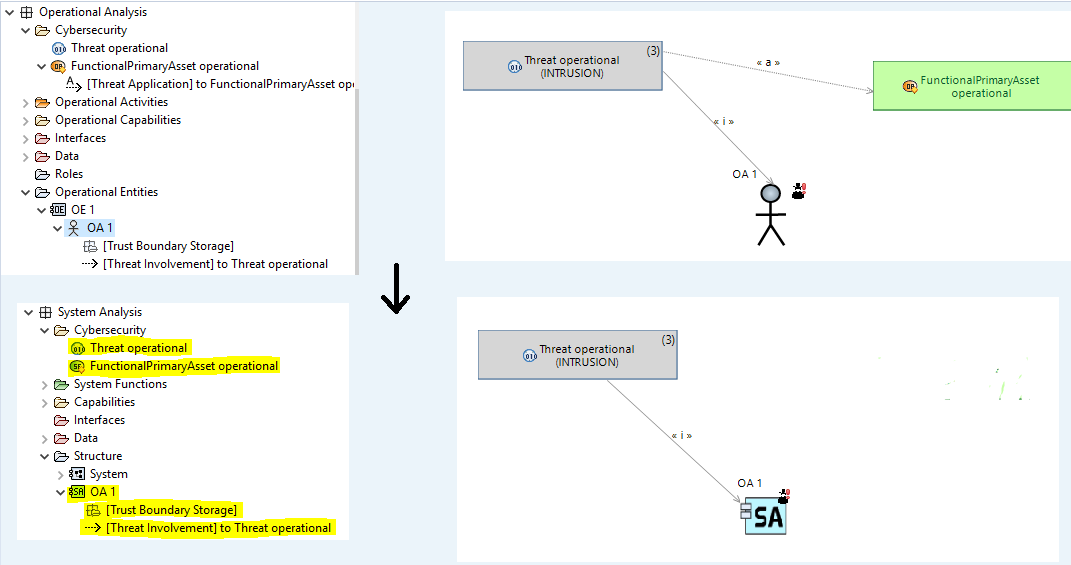 Operational Analysis
Cybersecurity
Threat operational
FunctionalPrimaryAsset operational
[Threat Application] to FunctionalPrimaryAsset ope
Operational Activities
Operational Capabilities
Interfaces
Data
Roles
Operational Entities
OE 1
OA 1
[Trust Boundary Storage]
[Threat Involvement] to Threat operational
Threat operational
(INTRUSION)
(3)
« a »
FunctionalPrimaryAsset
operational
« i »
OA 1
System Analysis
Cybersecurity
Threat operational
FunctionalPrimaryAsset operational
System Functions
Capabilities
Interfaces
Data
Structure
System
OA 1
[Trust Boundary Storage]
[Threat Involvement] to Threat operational
Threat operational
(INTRUSION)
(3)
« i »
OA 1
SA